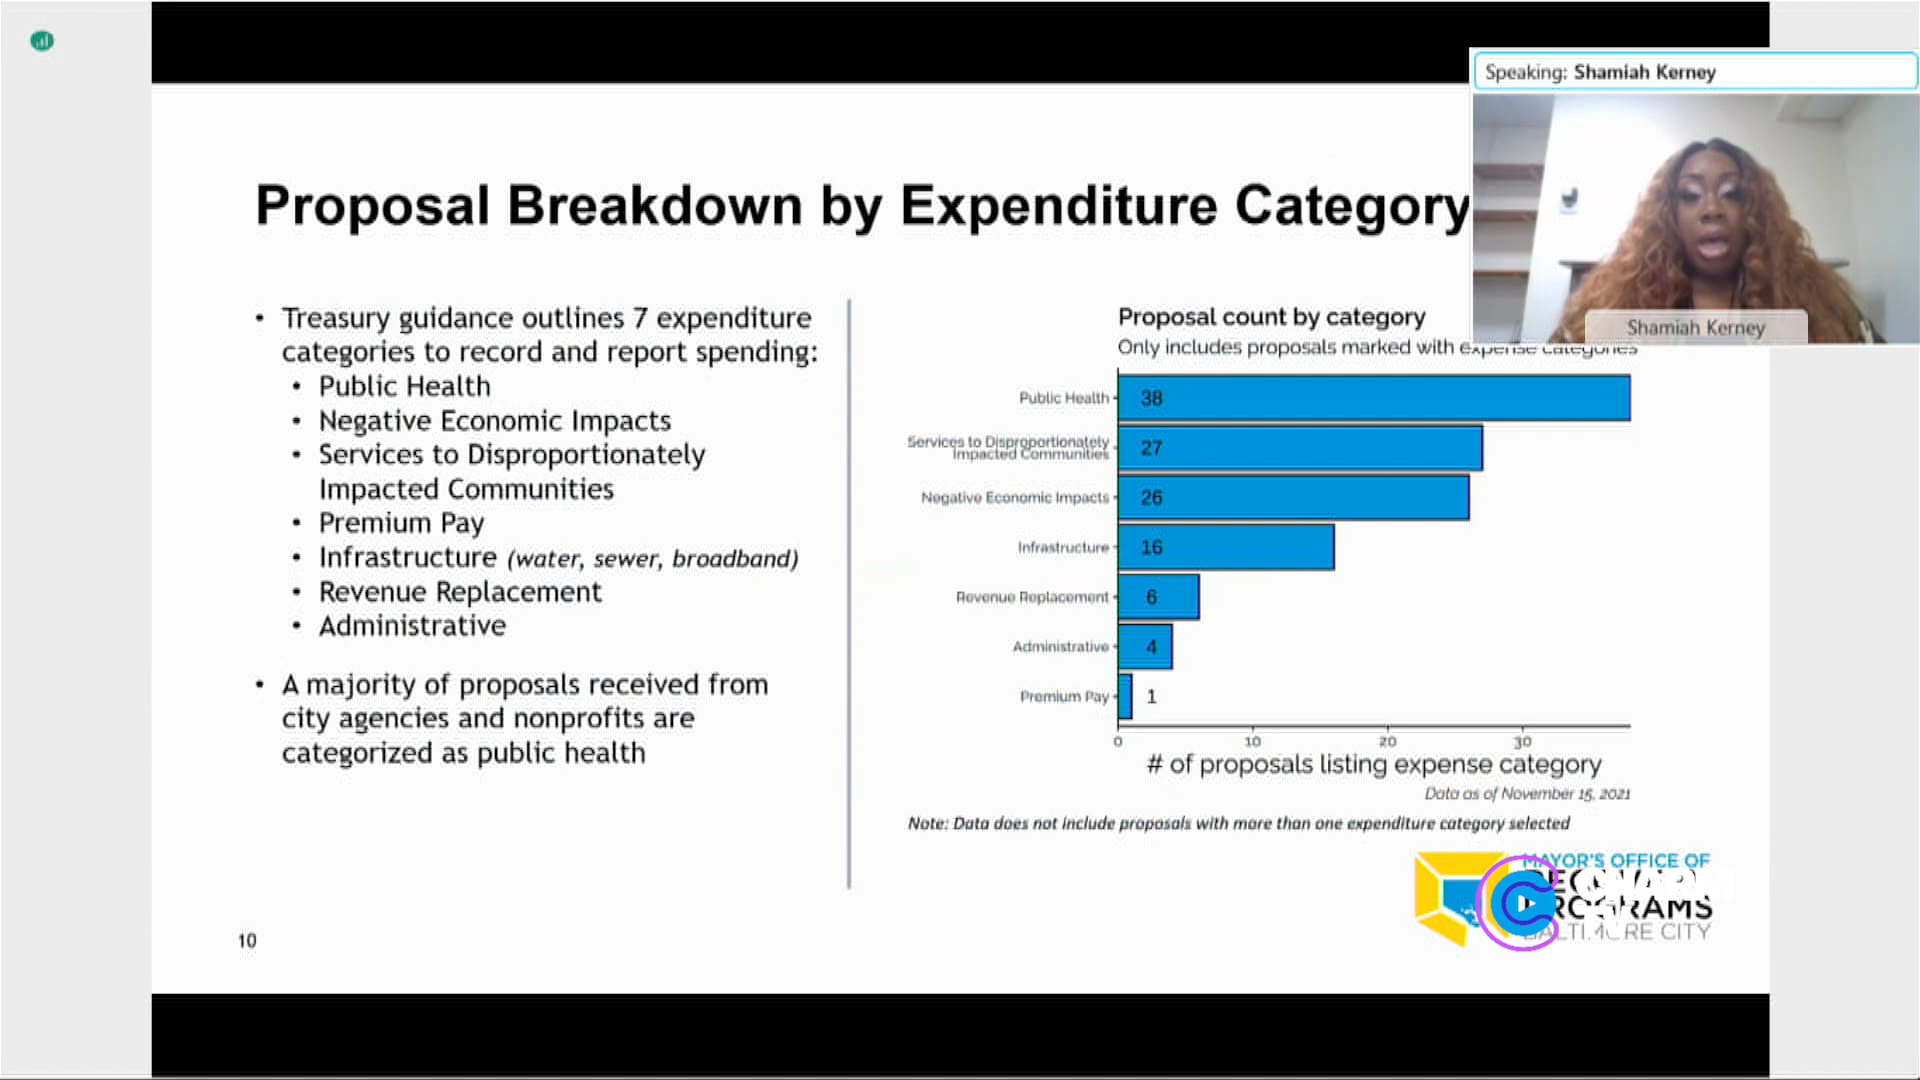 Speaking: Shamiah Kerney
Shamiah Kerney
Proposal Breakdown by Expenditure Category
• Treasury guidance outlines 7 expenditure
categories to record and report spending:
• Public Health
• Negative Economic Impacts
• Services to Disproportionately
Impacted Communities
• Premium Pay
• Infrastructure (water, sewer, broadband)
• Revenue Replacement
• Administrative
• A majority of proposals received from
city agencies and nonprofits are
categorized as public health
Proposal count by category
Only includes proposals marked with expense categories
Public Health 38
Services to Disproportionately
Impacted Communities 27
Negative Economic Impacts 26
Infrastructure 16
Revenue Replacement 6
Administrative 4
Premium Pay 1
0 10 20 30
# of proposals listing expense category
Data as of November 15, 2021
Note: Data does not include proposals with more than one expenditure category selected
MAYOR'S OFFICE OF
PROGRAMS
BALTIMORE CITY
10